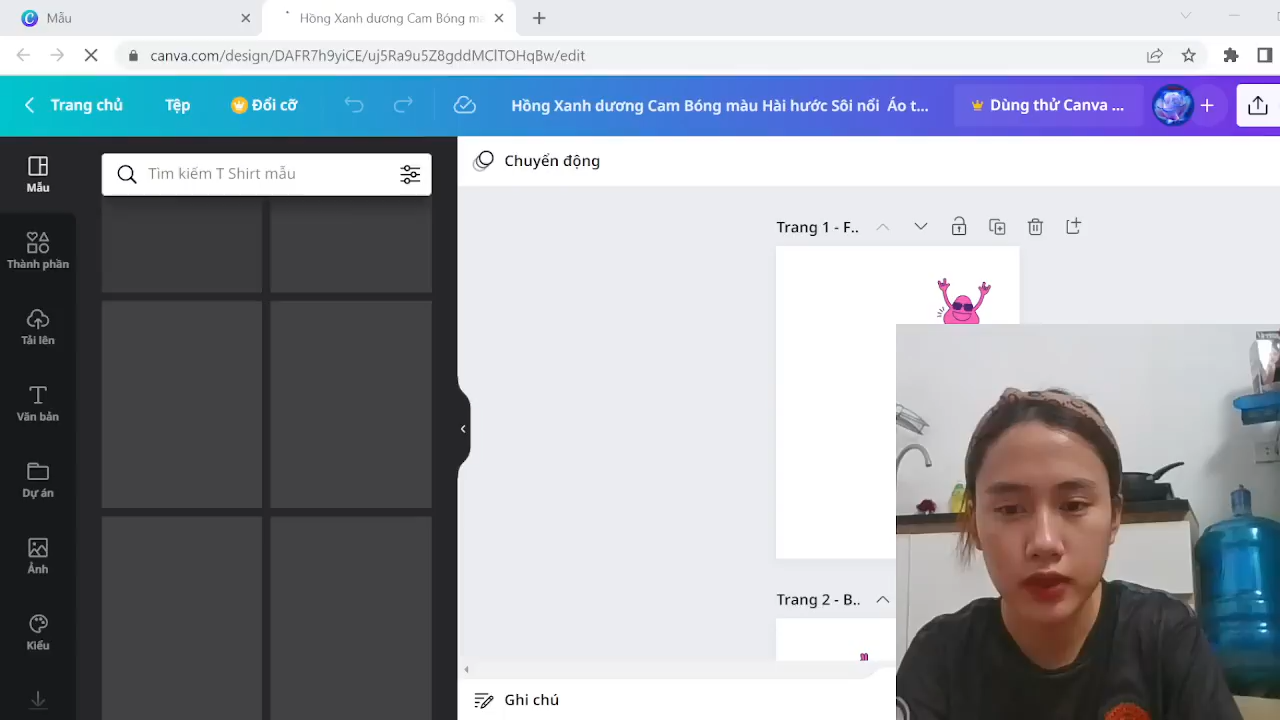 Mẫu
Hồng Xanh dương Cam Bóng mà
canva.com/design/DAFR7h9yiCE/uj5Ra9u5Z8gddMClTOHqBw/edit
Trang chủ
Tệp
Đổi cỡ
Hồng Xanh dương Cam Bóng màu Hài hước Sôi nổi Áo t...
Dùng thử Canva ...
Mẫu
Tìm kiếm T Shirt mẫu
Chuyển động
Thành phần
Tải lên
Văn bản
Dự án
Ảnh
Kiểu
Trang 1 - F..
Trang 2 - B..
Ghi chú